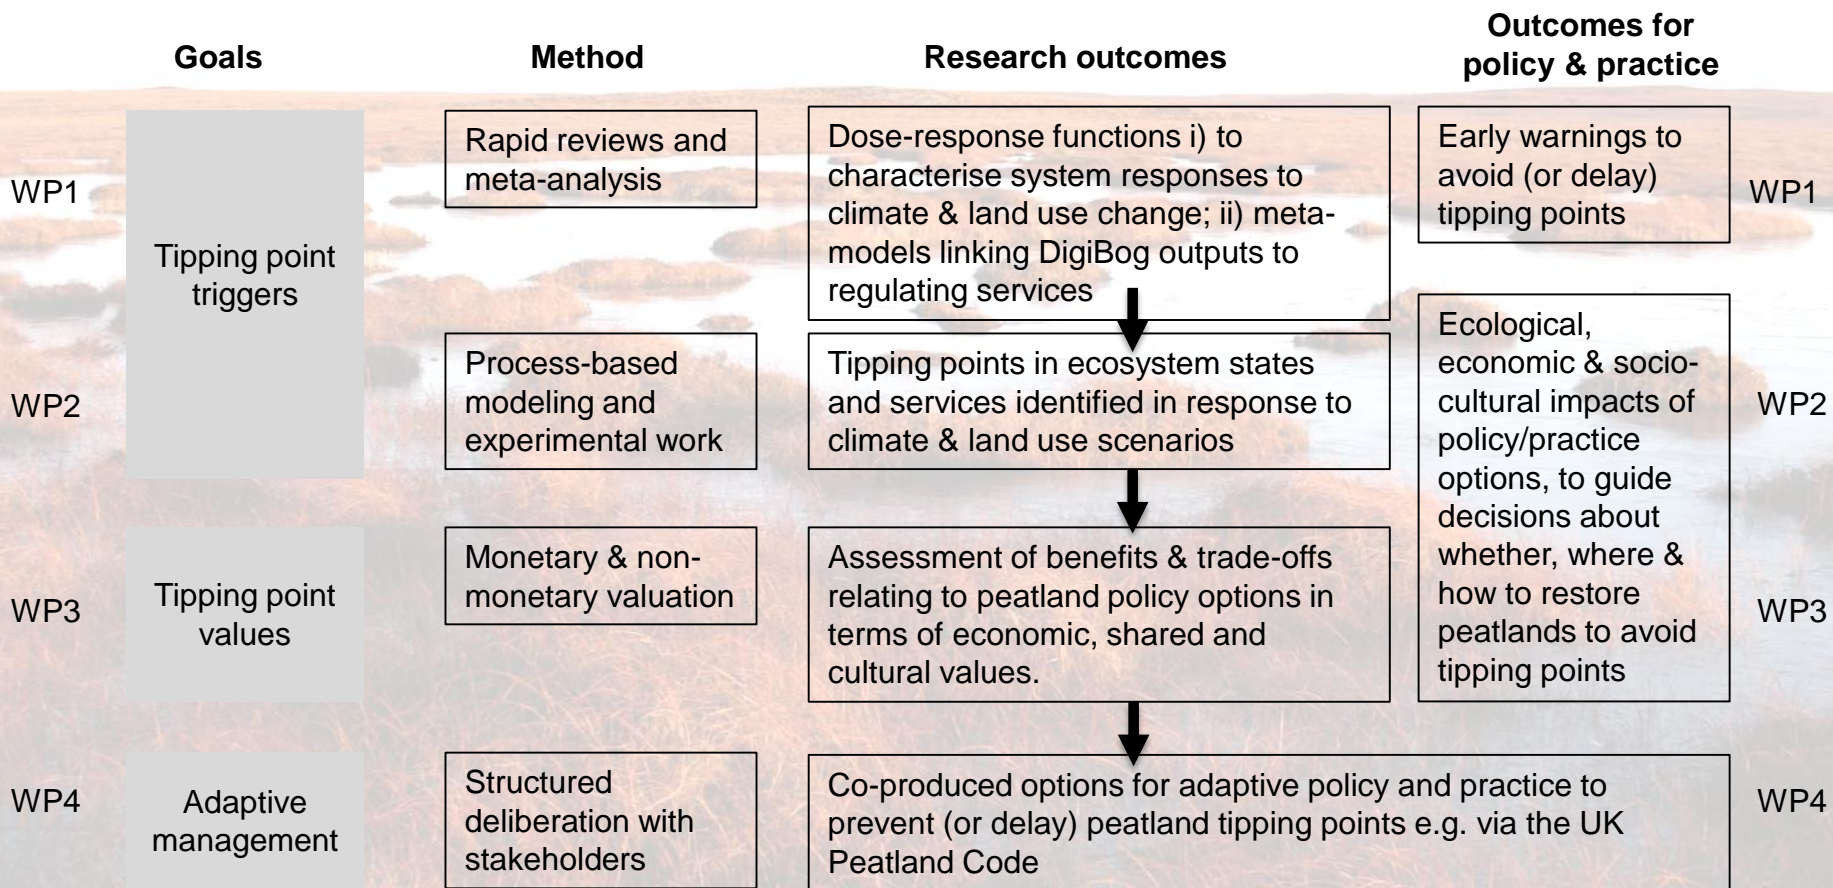 Goals
Method
Research outcomes
Outcomes for
policy & practice
WP1
Tipping point
triggers
Rapid reviews and
meta-analysis
Dose-response functions i) to
characterise system responses to
climate & land use change; ii) meta-
models linking DigiBog outputs to
regulating services
Early warnings to
avoid (or delay)
tipping points
WP1
WP2
Process-based
modeling and
experimental work
Tipping points in ecosystem states
and services identified in response to
climate & land use scenarios
Ecological,
economic & socio-
cultural impacts of
policy/practice
options, to guide
decisions about
whether, where &
how to restore
peatlands to avoid
tipping points
WP2
WP3
Tipping point
values
Monetary & non-
monetary valuation
Assessment of benefits & trade-offs
relating to peatland policy options in
terms of economic, shared and
cultural values.
WP3
WP4
Adaptive
management
Structured
deliberation with
stakeholders
Co-produced options for adaptive policy and practice to
prevent (or delay) peatland tipping points e.g. via the UK
Peatland Code
WP4